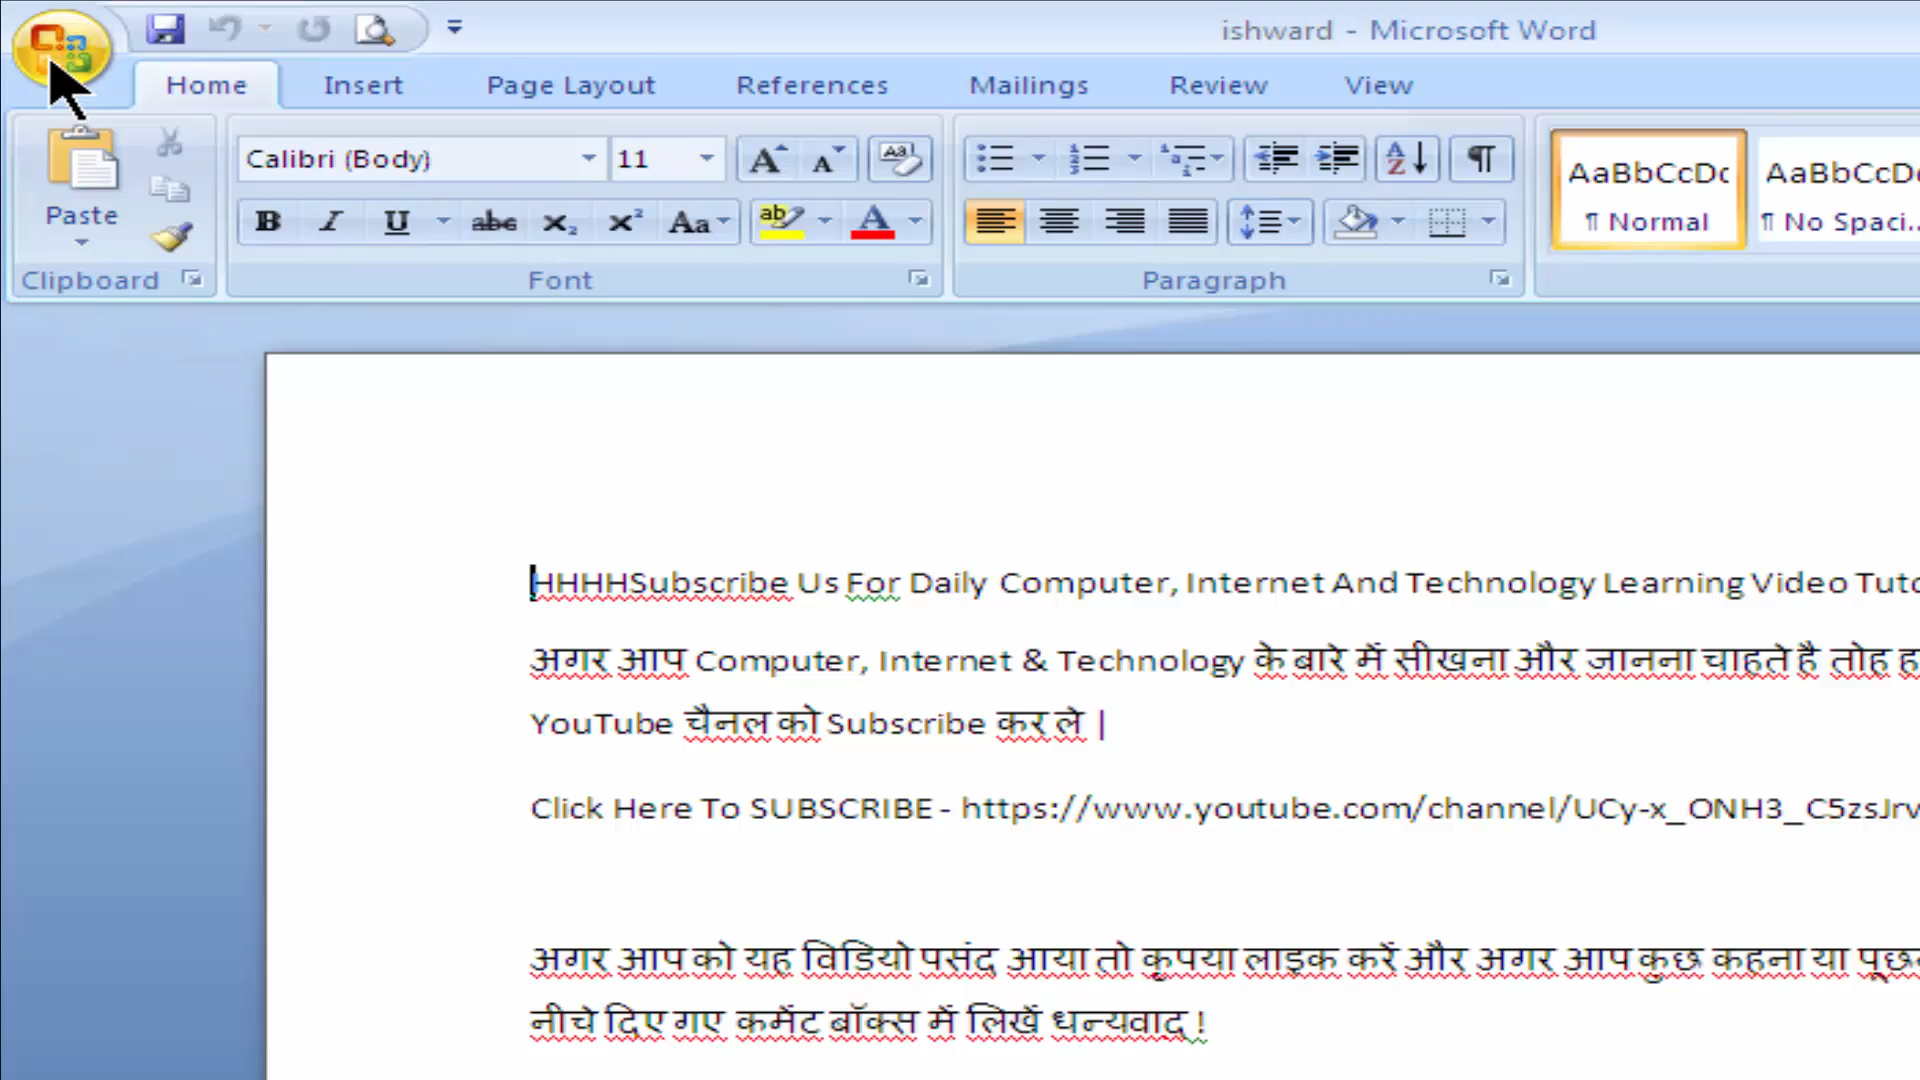 ishward - Microsoft Word
Home Insert Page Layout References Mailings Review View
Calibri (Body) 11 AaBbCcDc
Paste ¶ Normal ¶ No Spaci...
Clipboard Font Paragraph
HHHHSubscribe Us For Daily Computer, Internet And Technology Learning Video
अगर आप Computer, Internet & Technology के बारे में सीखना और जानना चाहते है तोह
YouTube चैनल को Subscribe कर ले |
Click Here To SUBSCRIBE - https://www.youtube.com/channel/UCy-x_ONH3_C5zsJrv
अगर आप को यह विडियो पसंद आया तो कृपया लाइक करें और अगर आप कुछ कहना या
नीचे दिए गए कमेंट बॉक्स में लिखें धन्यवाद !